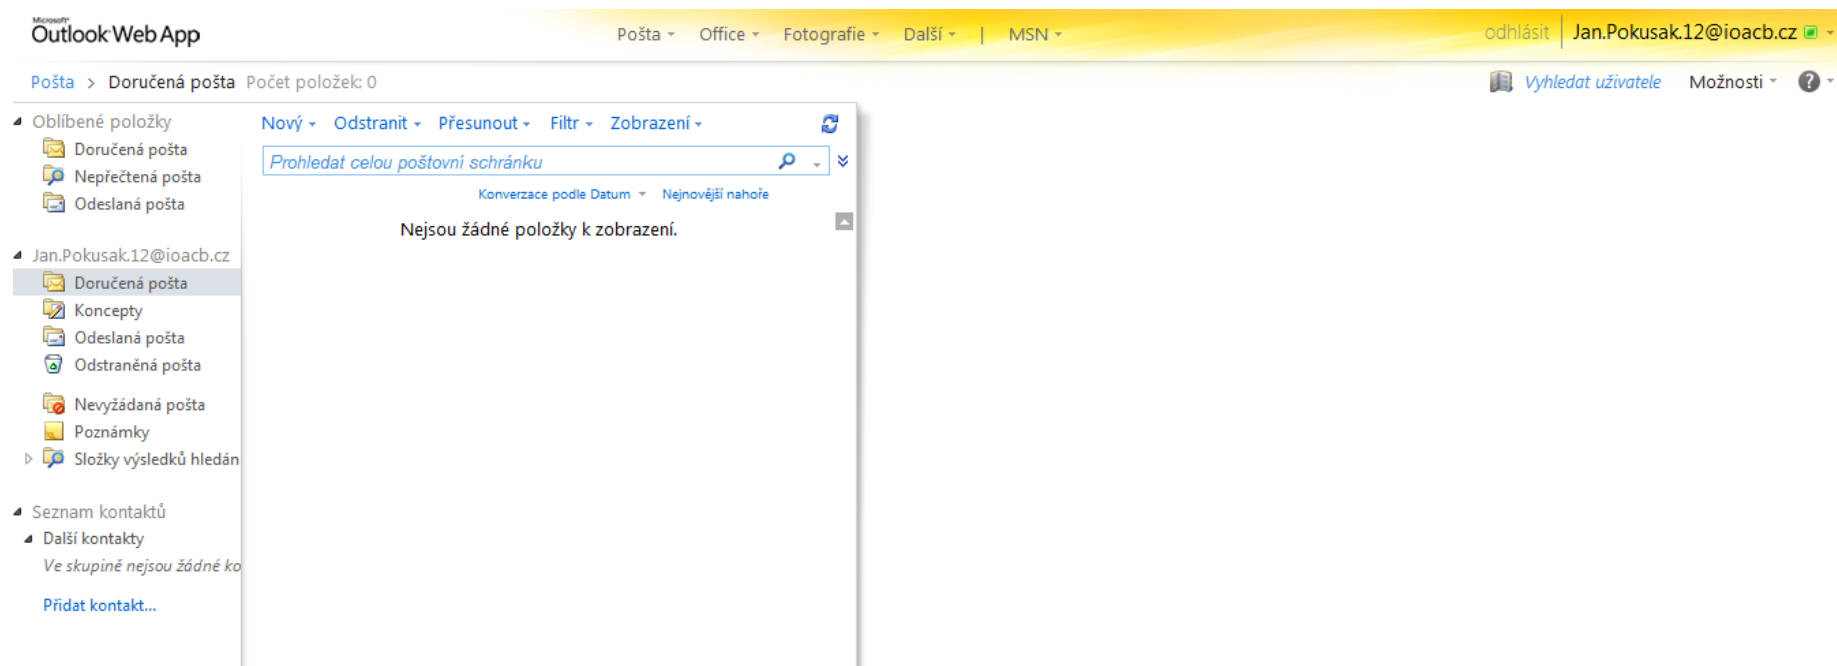 Microsoft®
Outlook Web App
Pošta Office Fotografie Další | MSN
odhlásit Jan.Pokusak.12@ioacb.cz
Pošta > Doručená pošta Počet položek: 0
Vyhledat uživatele Možnosti ?
Oblíbené položky
Doručená pošta
Nepřečtená pošta
Odeslaná pošta
Jan.Pokusak.12@ioacb.cz
Doručená pošta
Koncepty
Odeslaná pošta
Odstraněná pošta
Nevyžádaná pošta
Poznámky
Složky výsledků hledán
Seznam kontaktů
Další kontakty
Ve skupině nejsou žádné ko
Přidat kontakt...
Nový Odstranit Přesunout Filtr Zobrazení
Prohledat celou poštovní schránku
Konverzace podle Datum Nejnovější nahoře
Nejsou žádné položky k zobrazení.